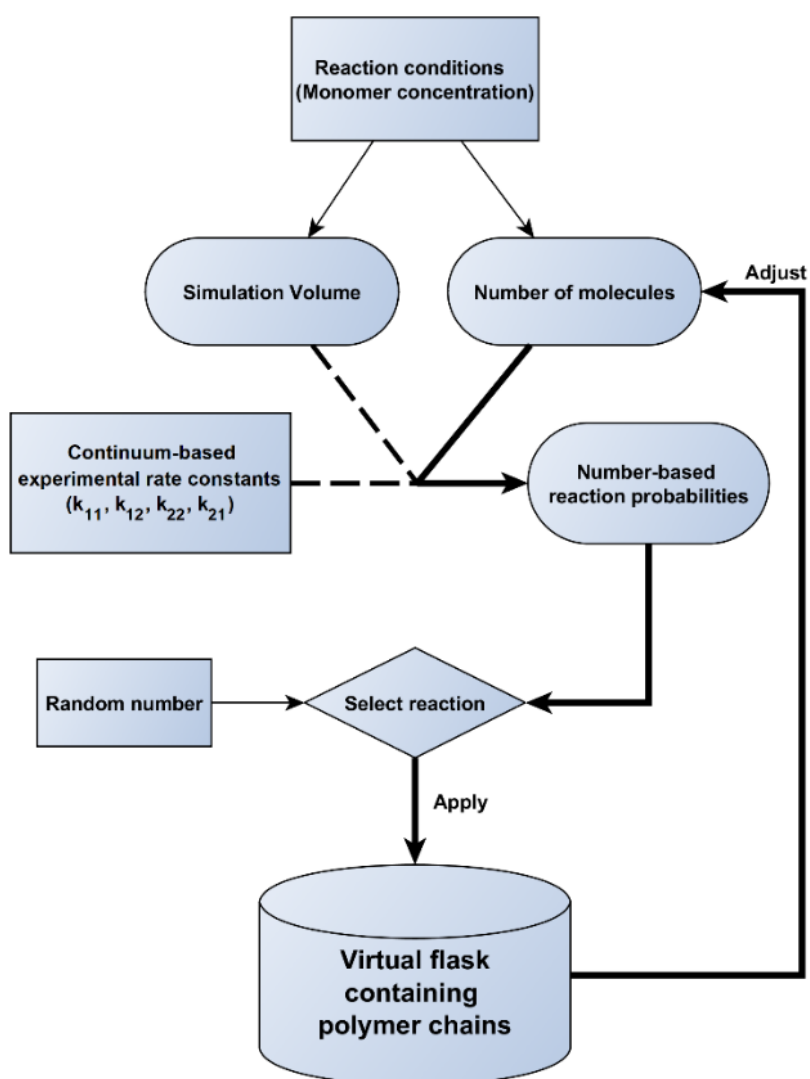 Reaction conditions
(Monomer concentration)
Simulation Volume
Number of molecules
Adjust
Continuum-based
experimental rate constants
(k11, k12, k22, k21)
Number-based
reaction probabilities
Random number
Select reaction
Apply
Virtual flask
containing
polymer chains